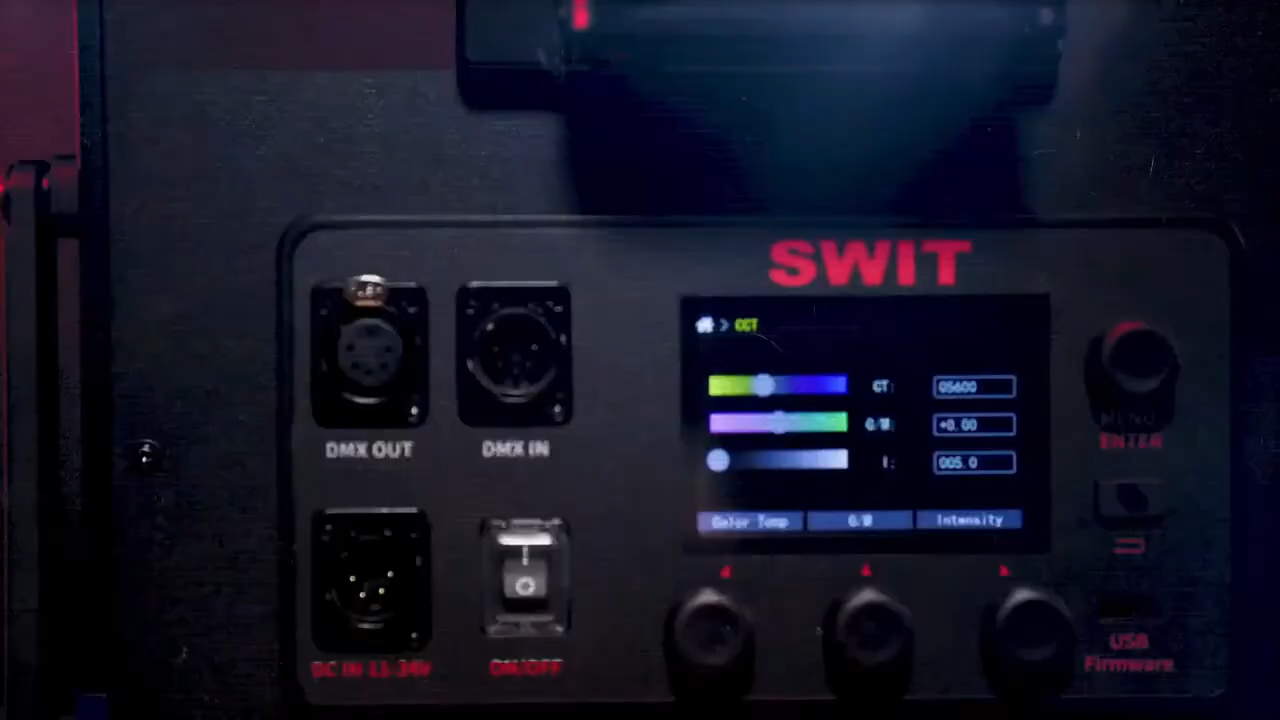 SWIT
> CCT
CT: 05600
G/M: +0.00
I: 005.0
Color Temp G/M Intensity
DMX OUT
DMX IN
MENU
ENTER
DC IN 11-34V
ON/OFF
USB
Firmware